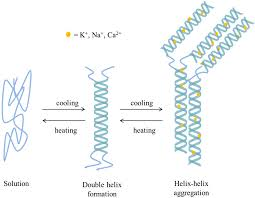 = K⁺, Na⁺, Ca²⁺
cooling
heating
cooling
heating
Solution
Double helix
formation
Helix-helix
aggregation